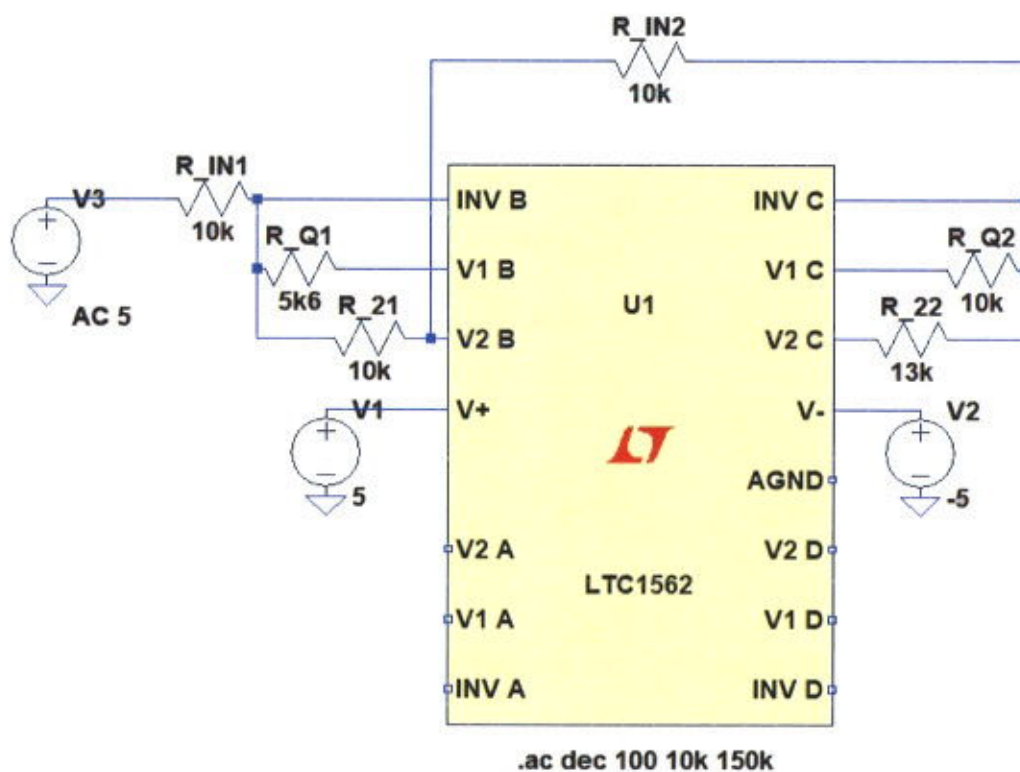 R_IN2
10k
R_IN1
V3
10k
AC 5
R_Q1
5k6
R_21
10k
V1
5
INV B
V1 B
V2 B
V+
V2 A
V1 A
INV A
U1
LTC1562
INV C
V1 C
V2 C
V-
AGND
V2 D
V1 D
INV D
R_Q2
10k
R_22
13k
V2
-5
.ac dec 100 10k 150k